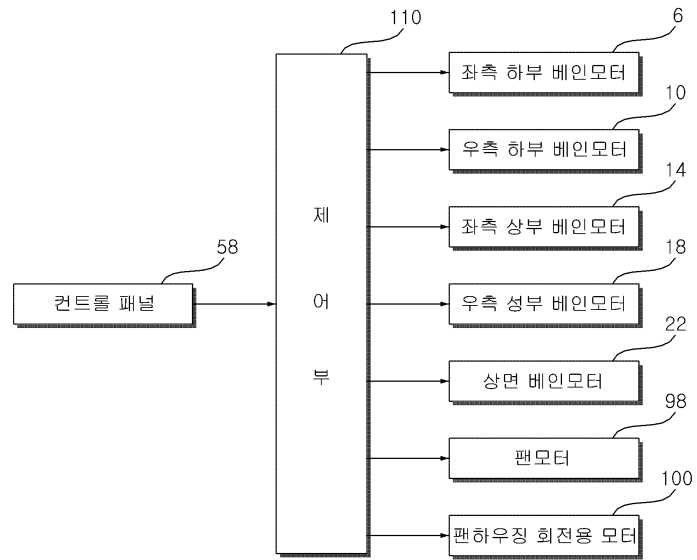 110
6
좌측 하부 베인모터
10
우측 하부 베인모터
14
좌측 상부 베인모터
58
컨트롤 패널
제
어
부
18
우측 성부 베인모터
22
상면 베인모터
98
팬모터
100
팬하우징 회전용 모터